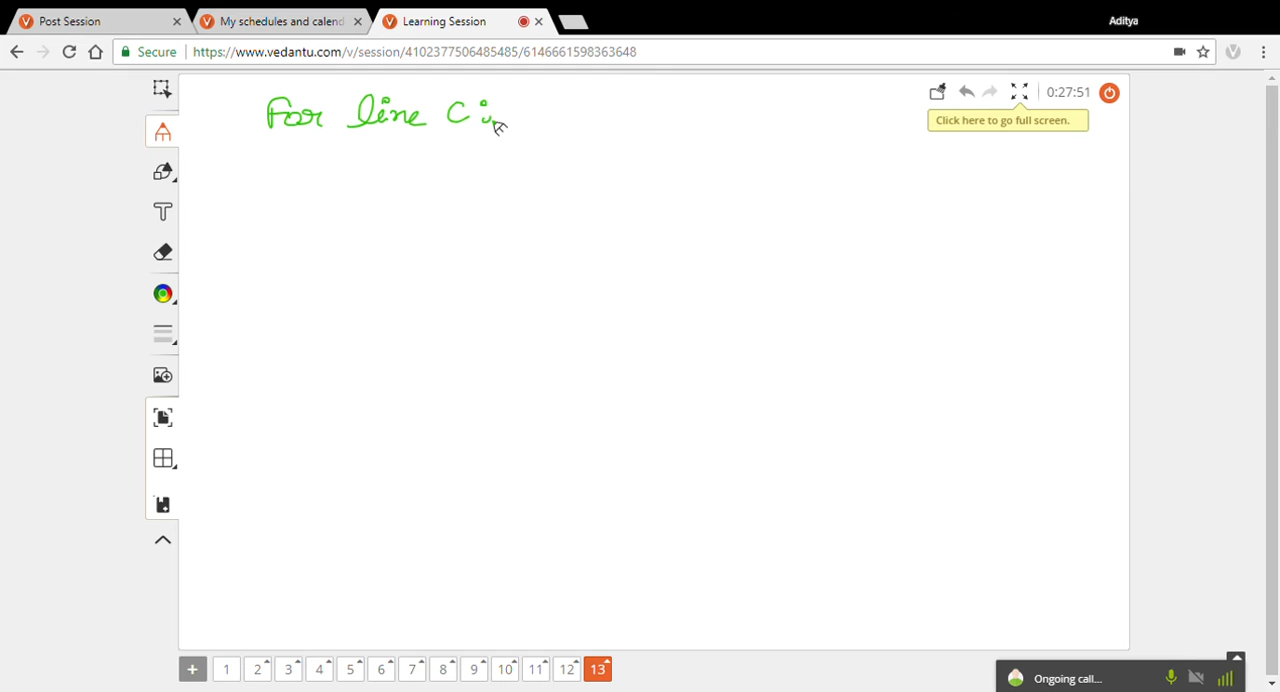 Post Session
My schedules and calend
Learning Session
Aditya
Secure
https://www.vedantu.com/v/session/4102377506485485/6146661598363648
For line C :
0:27:51
Click here to go full screen.
+ 1 2 3 4 5 6 7 8 9 10 11 12 13
Ongoing call...